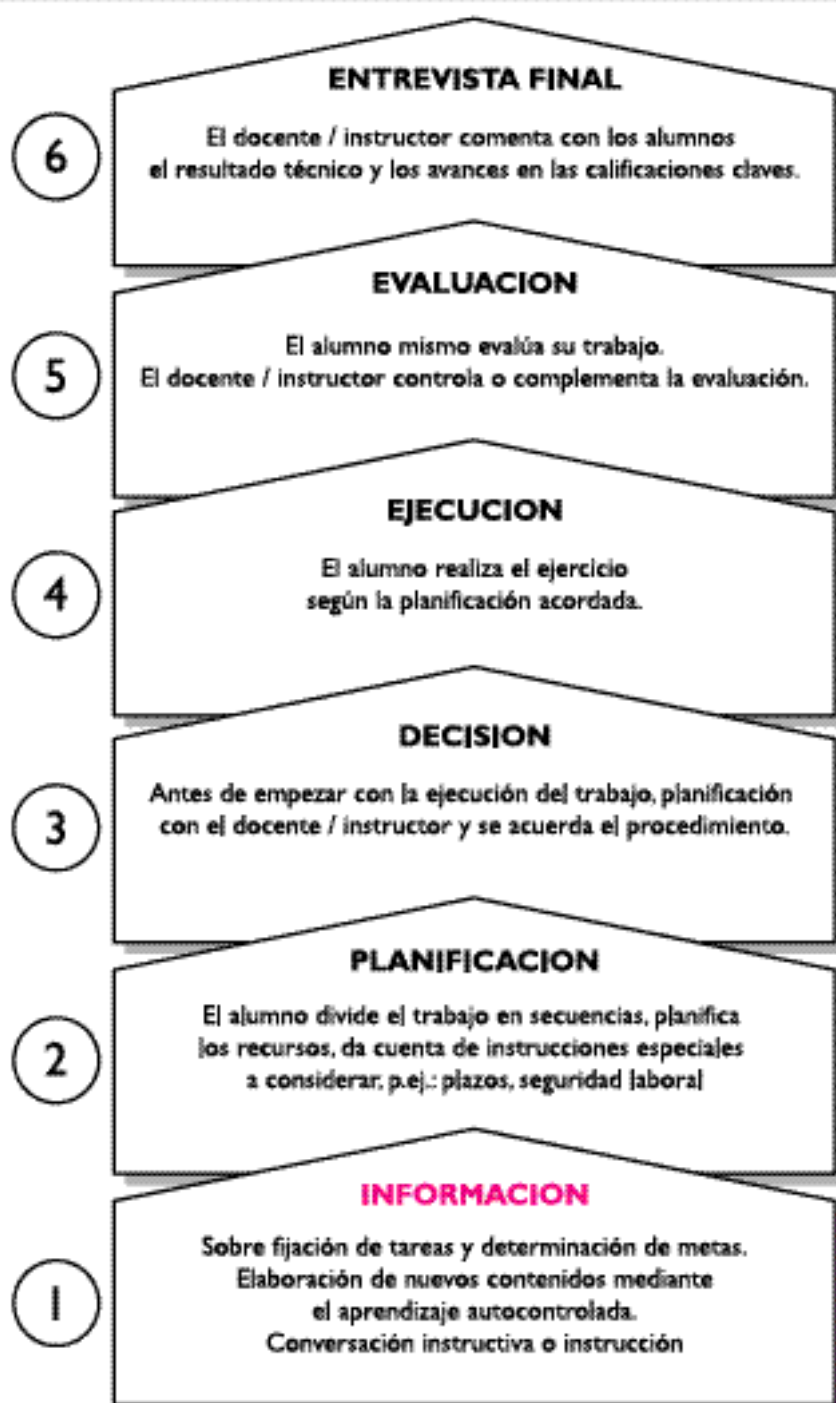 ENTREVISTA FINAL
6
El docente / instructor comenta con los alumnos
el resultado técnico y los avances en las calificaciones claves.
EVALUACION
5
El alumno mismo evalúa su trabajo.
El docente / instructor controla o complementa la evaluación.
EJECUCION
4
El alumno realiza el ejercicio
según la planificación acordada.
DECISION
3
Antes de empezar con la ejecución del trabajo, planificación
con el docente / instructor y se acuerda el procedimiento.
PLANIFICACION
2
El alumno divide el trabajo en secuencias, planifica
los recursos, da cuenta de instrucciones especiales
a considerar, p.ej.: plazos, seguridad laboral
INFORMACION
1
Sobre fijación de tareas y determinación de metas.
Elaboración de nuevos contenidos mediante
el aprendizaje autocontrolada.
Conversación instructiva o instrucción